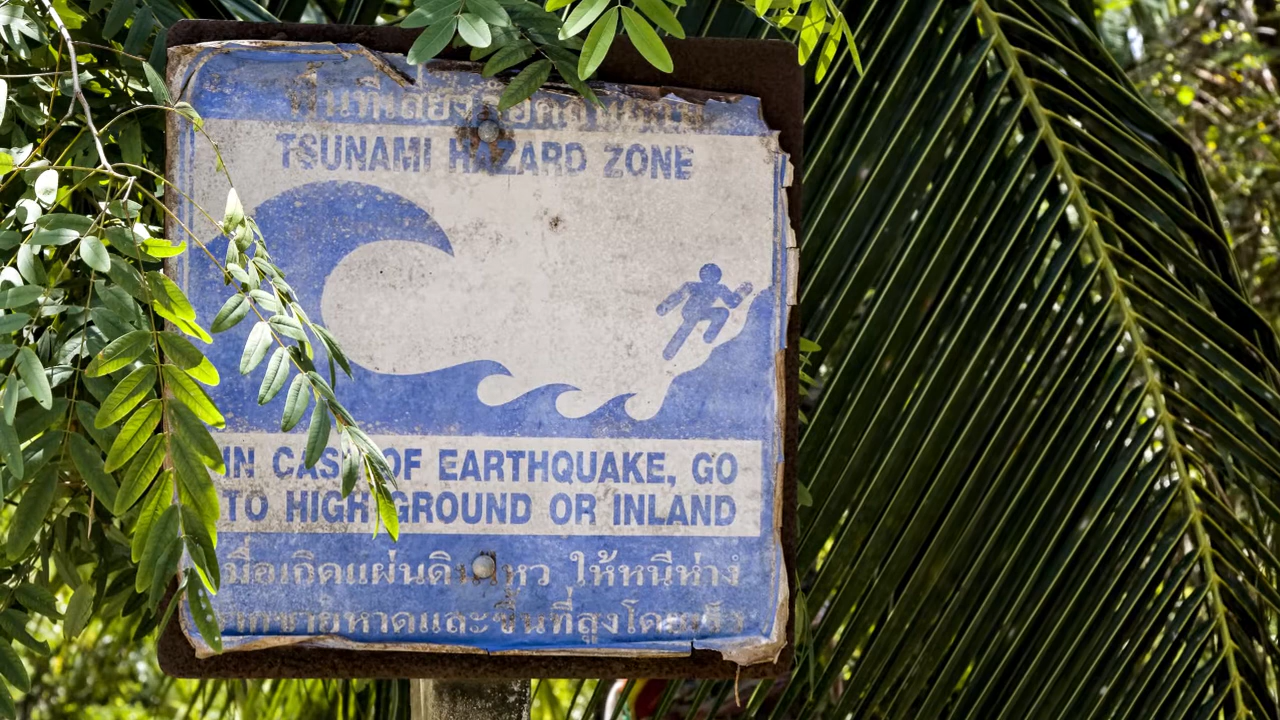 TSUNAMI HAZARD ZONE
IN CASE OF EARTHQUAKE, GO
TO HIGH GROUND OR INLAND
เมื่อเกิดแผ่นดินไหว ให้หนีห่าง
จากชายหาดและขึ้นที่สูงโดยเร็ว